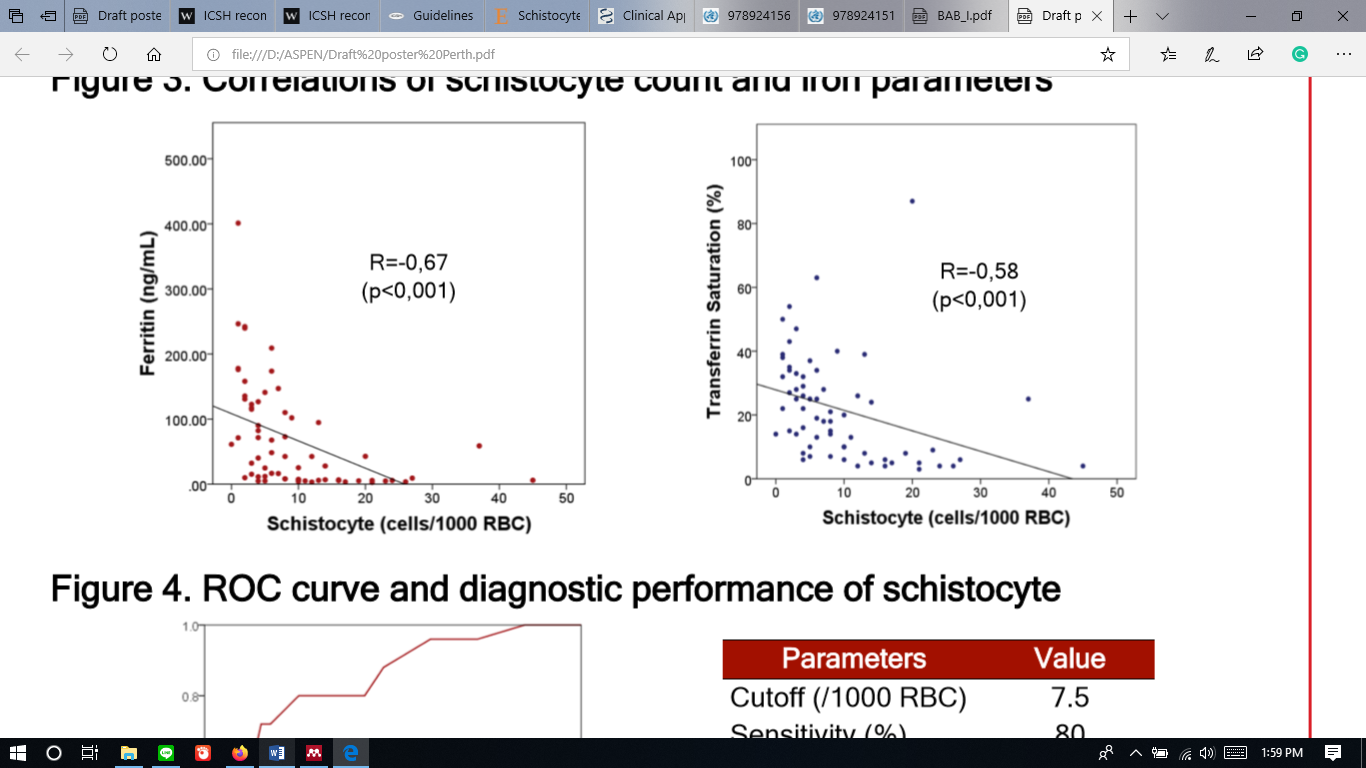 Draft poste
ICSH recon
ICSH recor
Guidelines
Schistocyte
Clinical Ap
978924156
978924151
BAB_I.pdf
Draft p
file:///D:/ASPEN/Draft%20poster%20Perth.pdf
Figure 3. Correlations of schistocyte count and iron parameters
500.00
400.00
300.00
200.00
100.00
.00
Ferritin (ng/mL)
R=-0,67
(p<0,001)
0 10 20 30 40 50
Schistocyte (cells/1000 RBC)
100
80
60
40
20
0
Transferrin Saturation (%)
R=-0,58
(p<0,001)
0 10 20 30 40 50
Schistocyte (cells/1000 RBC)
Figure 4. ROC curve and diagnostic performance of schistocyte
1.0
0.8
Parameters Value
Cutoff (/1000 RBC) 7.5
Sensitivity (%) 80
1:59 PM